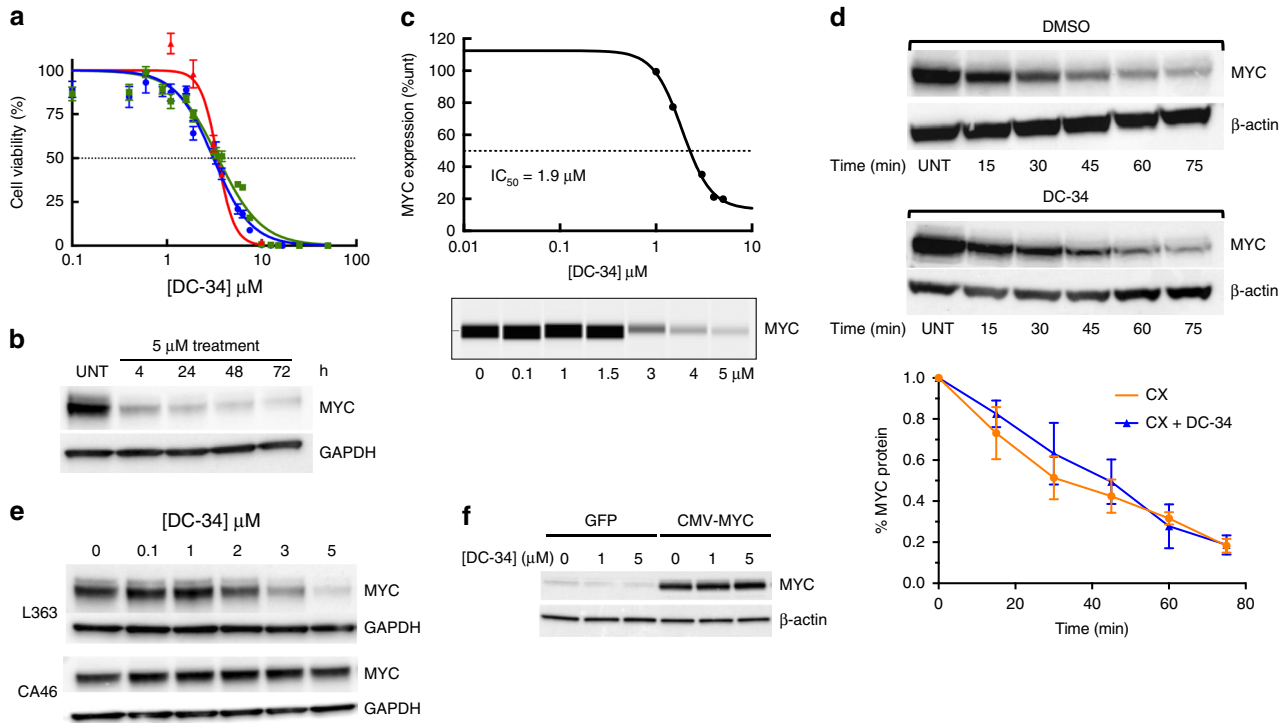 a
Cell viability (%)
100
75
50
25
0
0.1 1 10 100
[DC-34] μM
b
5 μM treatment
UNT 4 24 48 72 h
MYC
GAPDH
c
MYC expression (%unt)
120
100
80
60
40
20
0
IC50 = 1.9 μM
0.01 0.1 1 10
[DC-34] μM
MYC
0 0.1 1 1.5 3 4 5 μM
d
DMSO
MYC
β-actin
Time (min) UNT 15 30 45 60 75
DC-34
MYC
β-actin
Time (min) UNT 15 30 45 60 75
% MYC protein
1.0
0.8
0.6
0.4
0.2
0.0
CX
CX + DC-34
0 20 40 60 80
Time (min)
e
[DC-34] μM
0 0.1 1 2 3 5
L363
MYC
GAPDH
CA46
MYC
GAPDH
f
GFP CMV-MYC
[DC-34] (μM) 0 1 5 0 1 5
MYC
β-actin